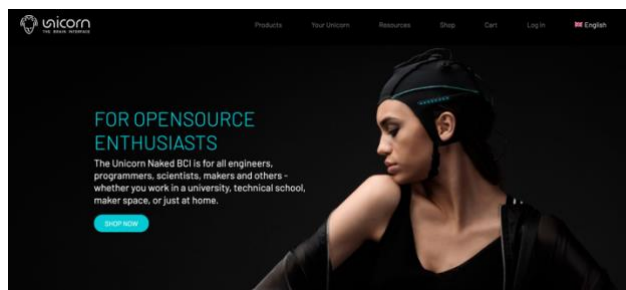 unicorn
THE BRAIN INTERFACE
Products
Your Unicorn
Resources
Shop
Cart
Log in
English
FOR OPENSOURCE
ENTHUSIASTS
The Unicorn Naked BCI is for all engineers,
programmers, scientists, makers and others -
whether you work in a university, technical school,
maker space, or just at home.
SHOP NOW